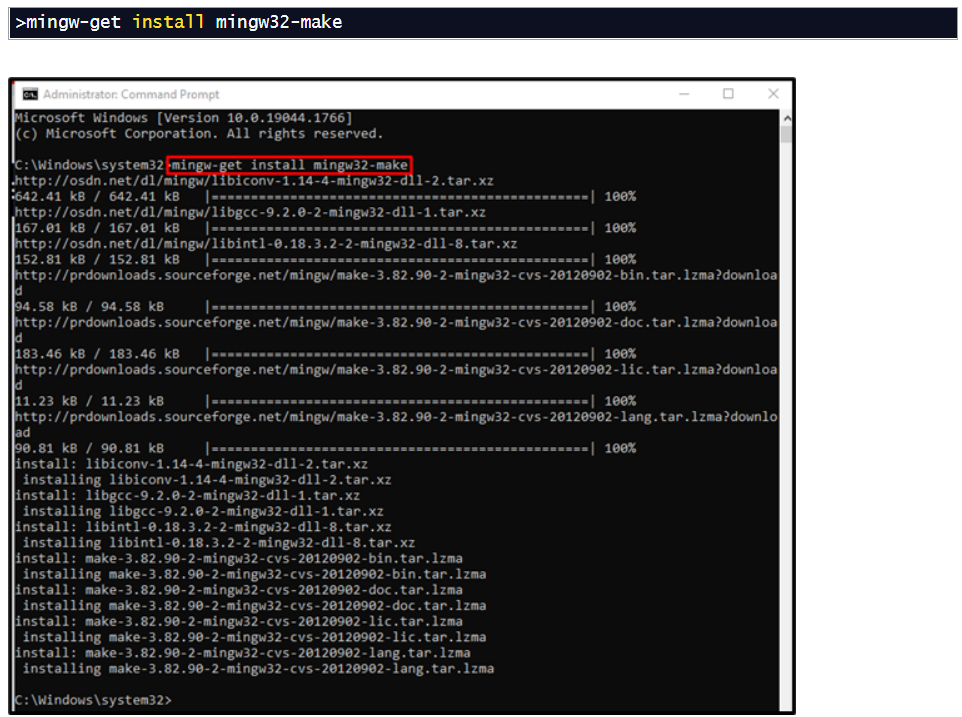 >mingw-get install mingw32-make
Administrator: Command Prompt
Microsoft Windows [Version 10.0.19044.1766]
(c) Microsoft Corporation. All rights reserved.
C:\Windows\system32>mingw-get install mingw32-make
http://osdn.net/dl/mingw/libiconv-1.14-4-mingw32-dll-2.tar.xz
642.41 kB / 642.41 kB   |================================================| 100%
http://osdn.net/dl/mingw/libgcc-9.2.0-2-mingw32-dll-1.tar.xz
167.01 kB / 167.01 kB   |================================================| 100%
http://osdn.net/dl/mingw/libintl-0.18.3.2-2-mingw32-dll-8.tar.xz
152.81 kB / 152.81 kB   |================================================| 100%
http://prdownloads.sourceforge.net/mingw/make-3.82.90-2-mingw32-cvs-20120902-bin.tar.lzma?downloa
d
94.58 kB / 94.58 kB     |================================================| 100%
http://prdownloads.sourceforge.net/mingw/make-3.82.90-2-mingw32-cvs-20120902-doc.tar.lzma?downloa
d
183.46 kB / 183.46 kB   |================================================| 100%
http://prdownloads.sourceforge.net/mingw/make-3.82.90-2-mingw32-cvs-20120902-lic.tar.lzma?downloa
d
11.23 kB / 11.23 kB     |================================================| 100%
http://prdownloads.sourceforge.net/mingw/make-3.82.90-2-mingw32-cvs-20120902-lang.tar.lzma?downlo
ad
90.81 kB / 90.81 kB     |================================================| 100%
install: libiconv-1.14-4-mingw32-dll-2.tar.xz
 installing libiconv-1.14-4-mingw32-dll-2.tar.xz
install: libgcc-9.2.0-2-mingw32-dll-1.tar.xz
 installing libgcc-9.2.0-2-mingw32-dll-1.tar.xz
install: libintl-0.18.3.2-2-mingw32-dll-8.tar.xz
 installing libintl-0.18.3.2-2-mingw32-dll-8.tar.xz
install: make-3.82.90-2-mingw32-cvs-20120902-bin.tar.lzma
 installing make-3.82.90-2-mingw32-cvs-20120902-bin.tar.lzma
install: make-3.82.90-2-mingw32-cvs-20120902-doc.tar.lzma
 installing make-3.82.90-2-mingw32-cvs-20120902-doc.tar.lzma
install: make-3.82.90-2-mingw32-cvs-20120902-lic.tar.lzma
 installing make-3.82.90-2-mingw32-cvs-20120902-lic.tar.lzma
install: make-3.82.90-2-mingw32-cvs-20120902-lang.tar.lzma
 installing make-3.82.90-2-mingw32-cvs-20120902-lang.tar.lzma
C:\Windows\system32>